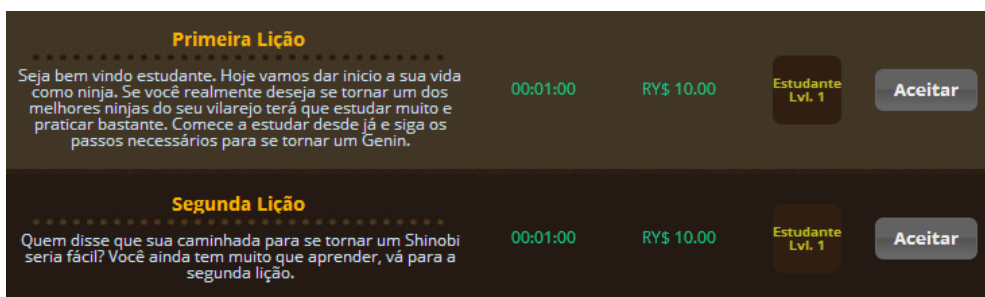 Primeira Lição
Seja bem vindo estudante. Hoje vamos dar inicio a sua vida
como ninja. Se você realmente deseja se tornar um dos
melhores ninjas do seu vilarejo terá que estudar muito e
praticar bastante. Comece a estudar desde já e siga os
passos necessários para se tornar um Genin.
00:01:00
RY$ 10.00
Estudante
Lvl. 1
Aceitar
Segunda Lição
Quem disse que sua caminhada para se tornar um Shinobi
seria fácil? Você ainda tem muito que aprender, vá para a
segunda lição.
00:01:00
RY$ 10.00
Estudante
Lvl. 1
Aceitar